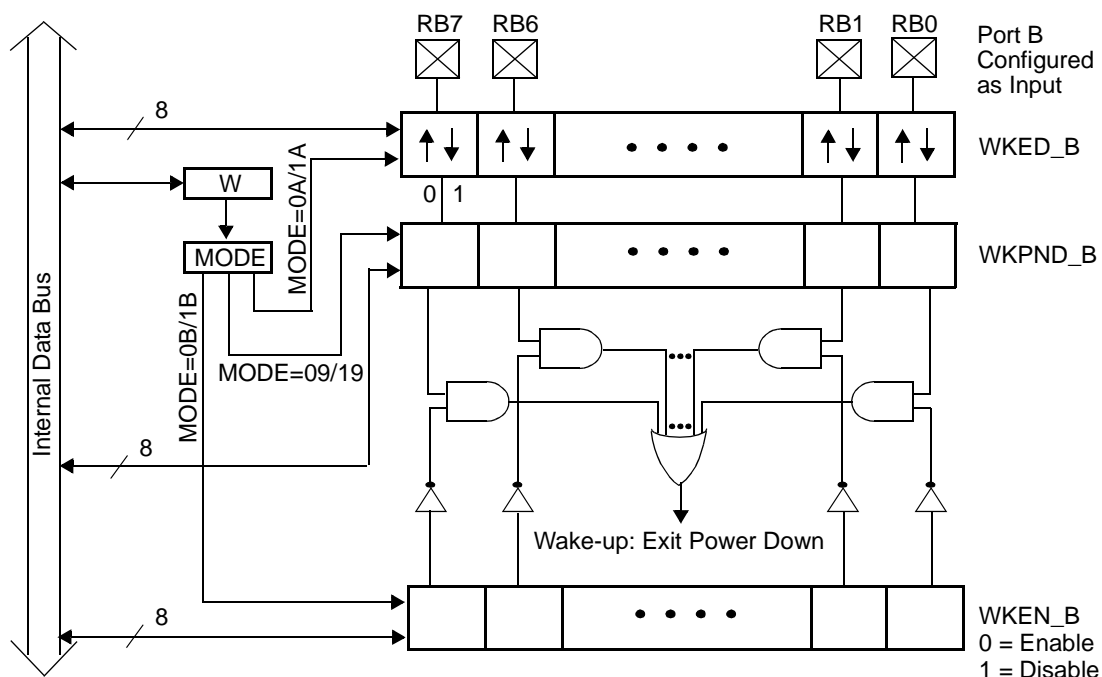 RB7
RB6
RB1
RB0
Port B
Configured
as Input
8
WKED_B
W
0 1
MODE=0A/1A
MODE
WKPND_B
Internal Data Bus
MODE=0B/1B
MODE=09/19
8
Wake-up: Exit Power Down
8
WKEN_B
0 = Enable
1 = Disable